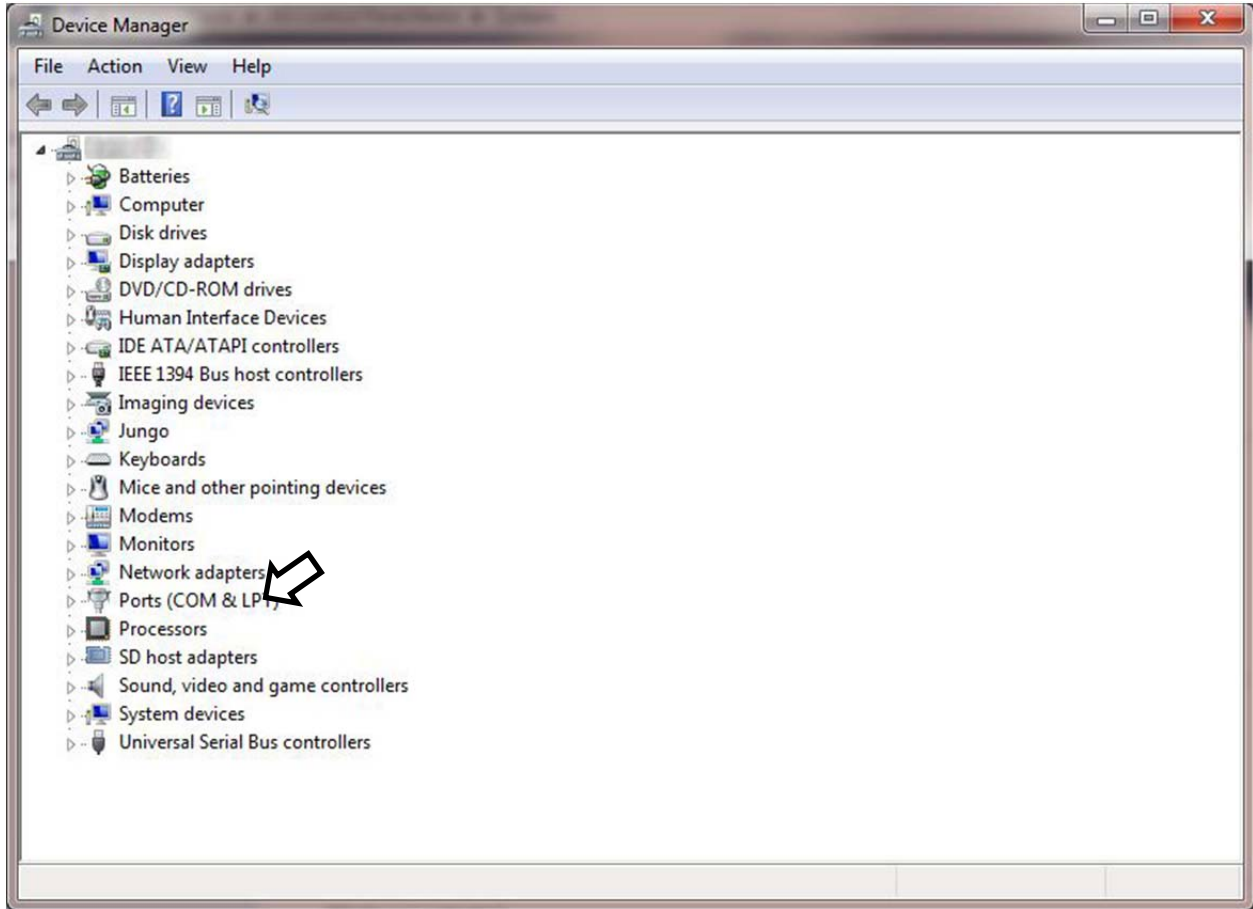 Device Manager
File Action View Help
Batteries
Computer
Disk drives
Display adapters
DVD/CD-ROM drives
Human Interface Devices
IDE ATA/ATAPI controllers
IEEE 1394 Bus host controllers
Imaging devices
Jungo
Keyboards
Mice and other pointing devices
Modems
Monitors
Network adapters
Ports (COM & LPT)
Processors
SD host adapters
Sound, video and game controllers
System devices
Universal Serial Bus controllers